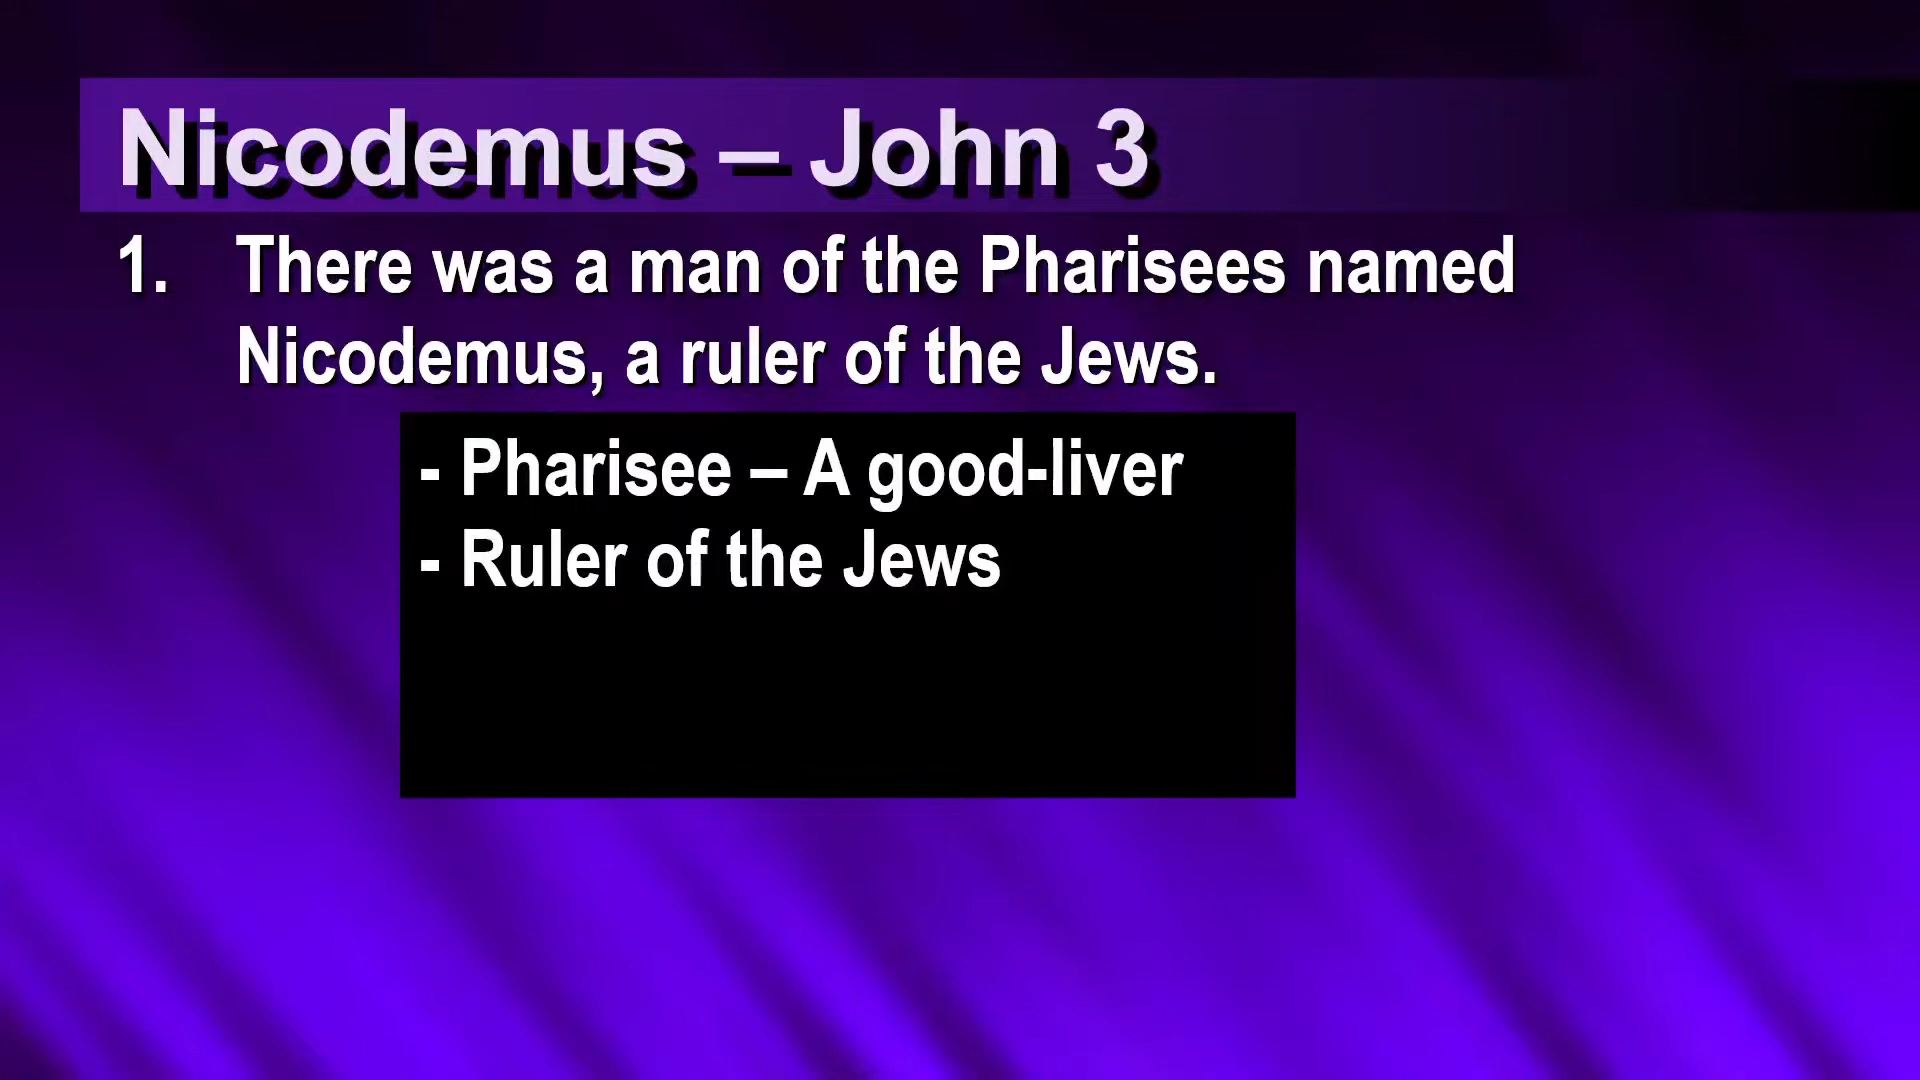 Nicodemus – John 3
1. There was a man of the Pharisees named
Nicodemus, a ruler of the Jews.
- Pharisee – A good-liver
- Ruler of the Jews